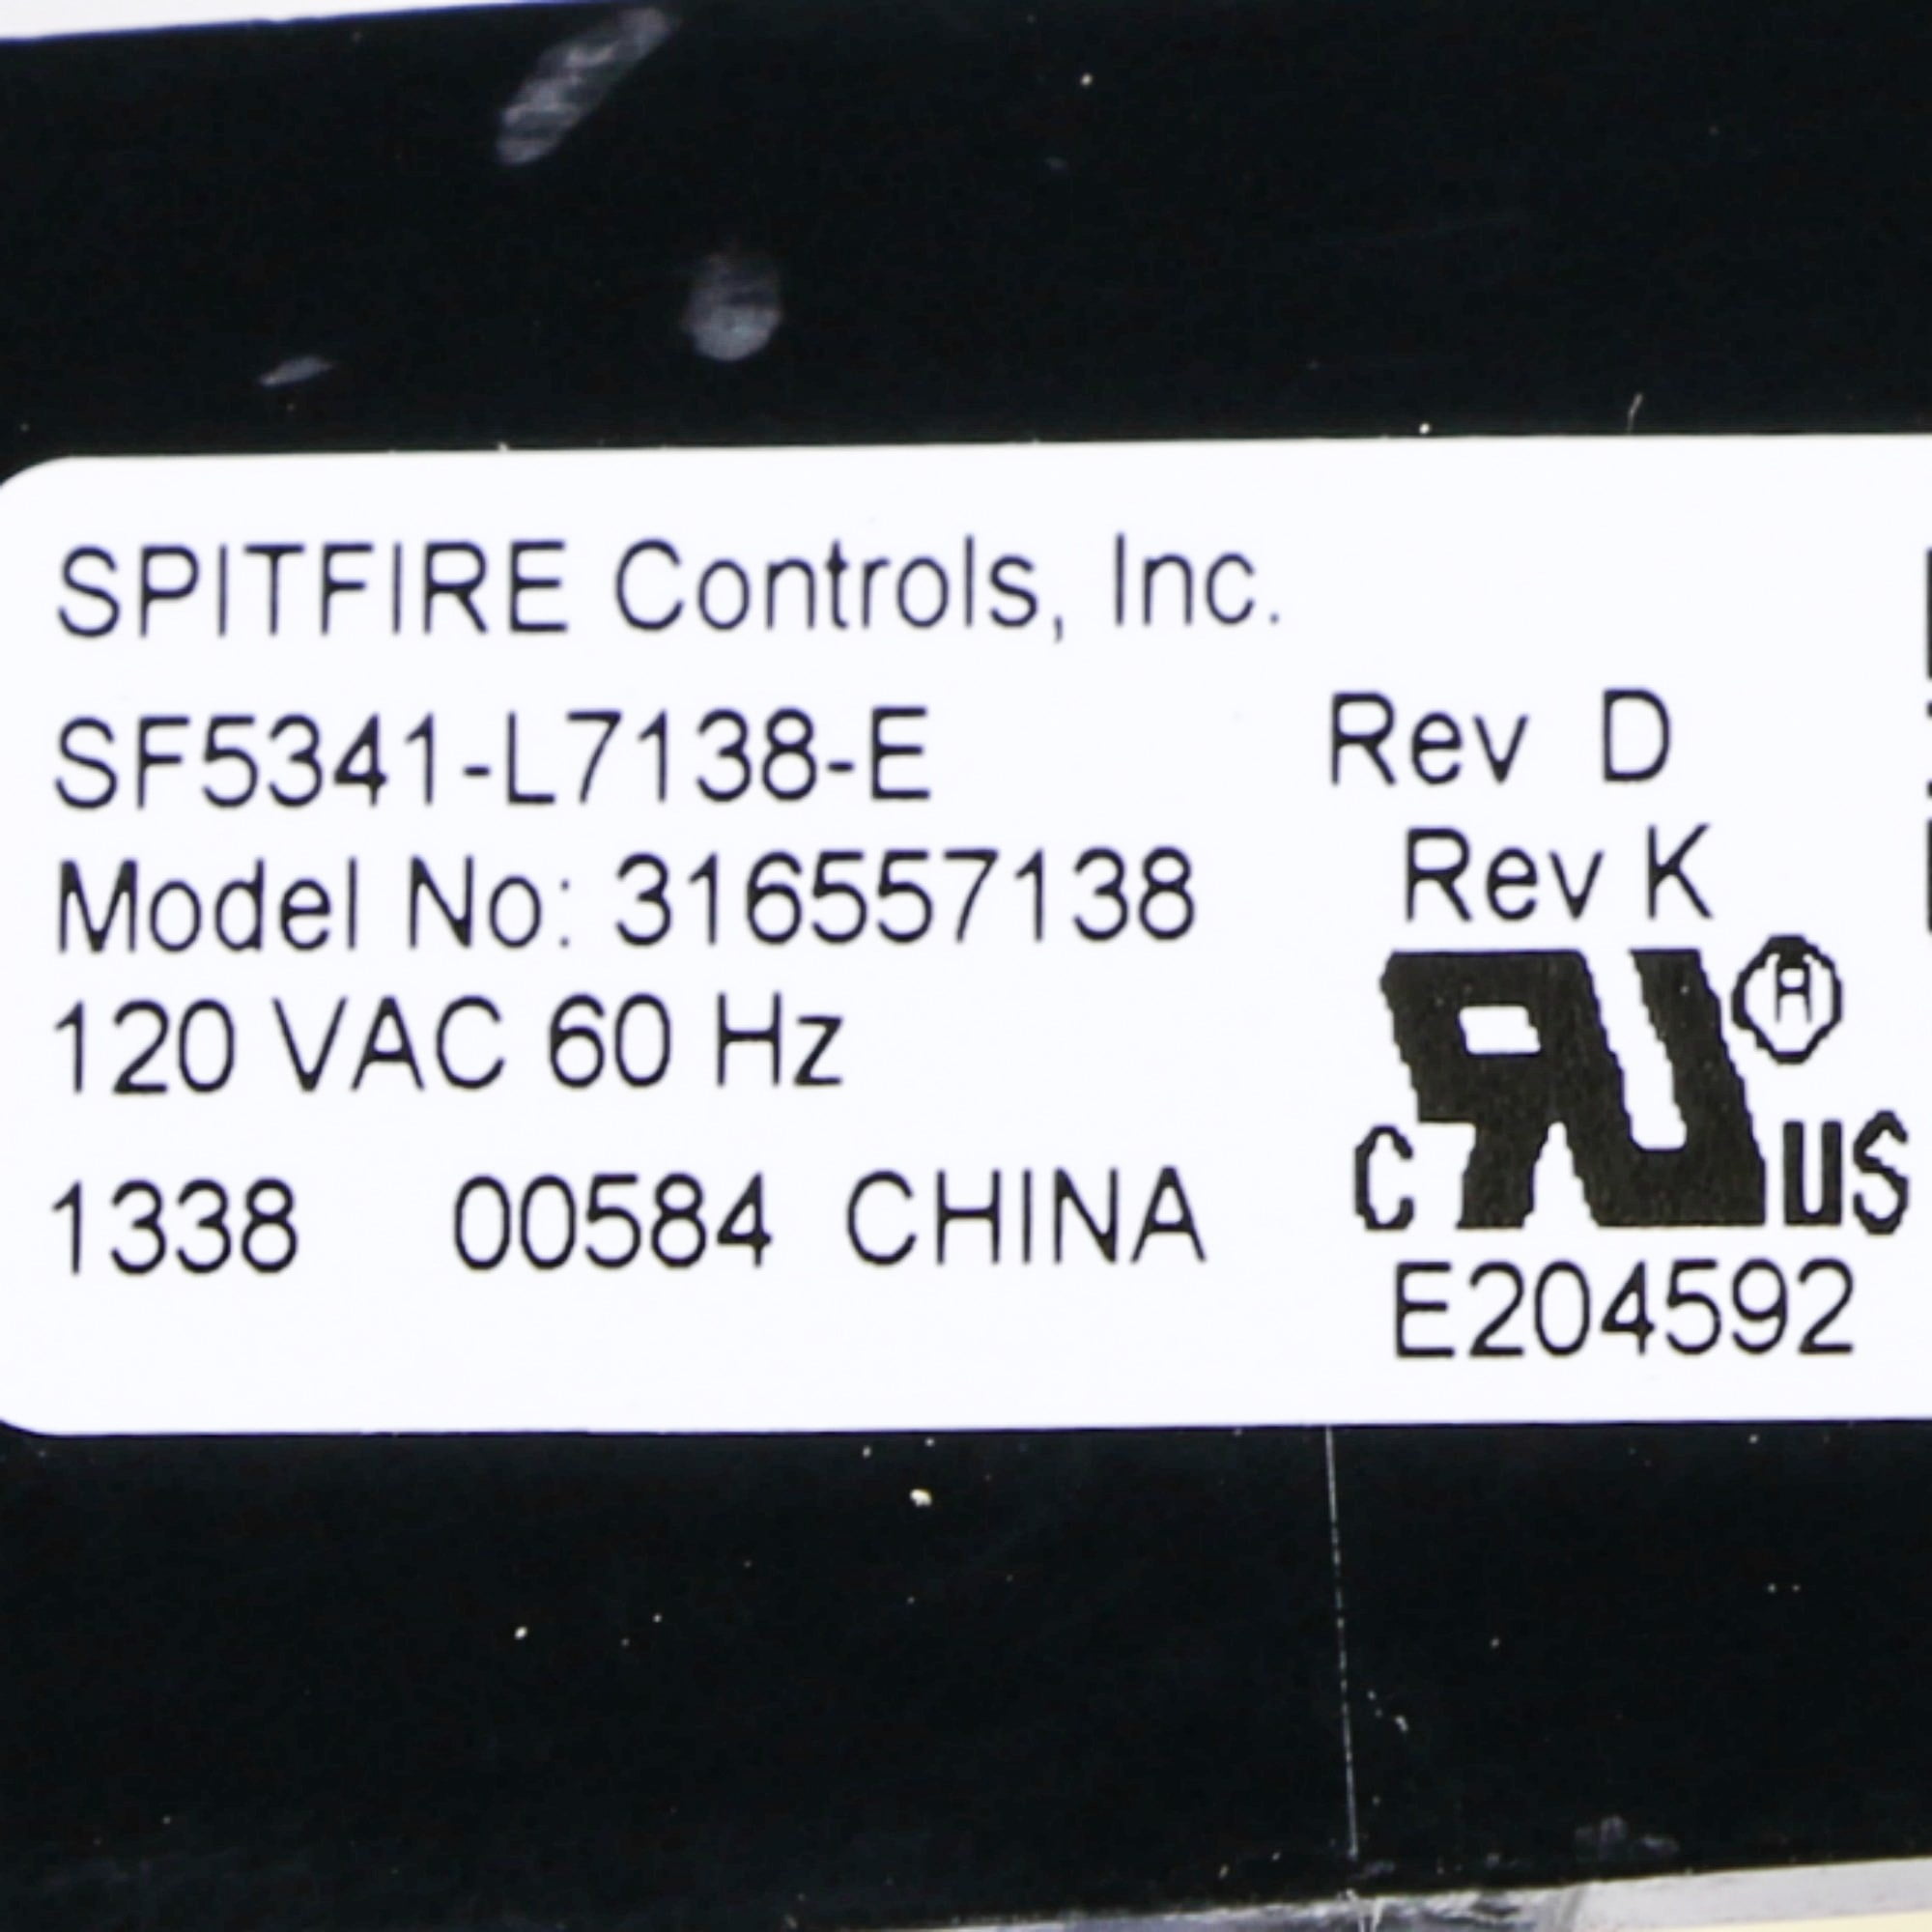 SPITFIRE Controls, Inc.
SF5341-L7138-E Rev D
Model No: 316557138 Rev K
120 VAC 60 Hz
1338 00584 CHINA
c RU ® US
E204592